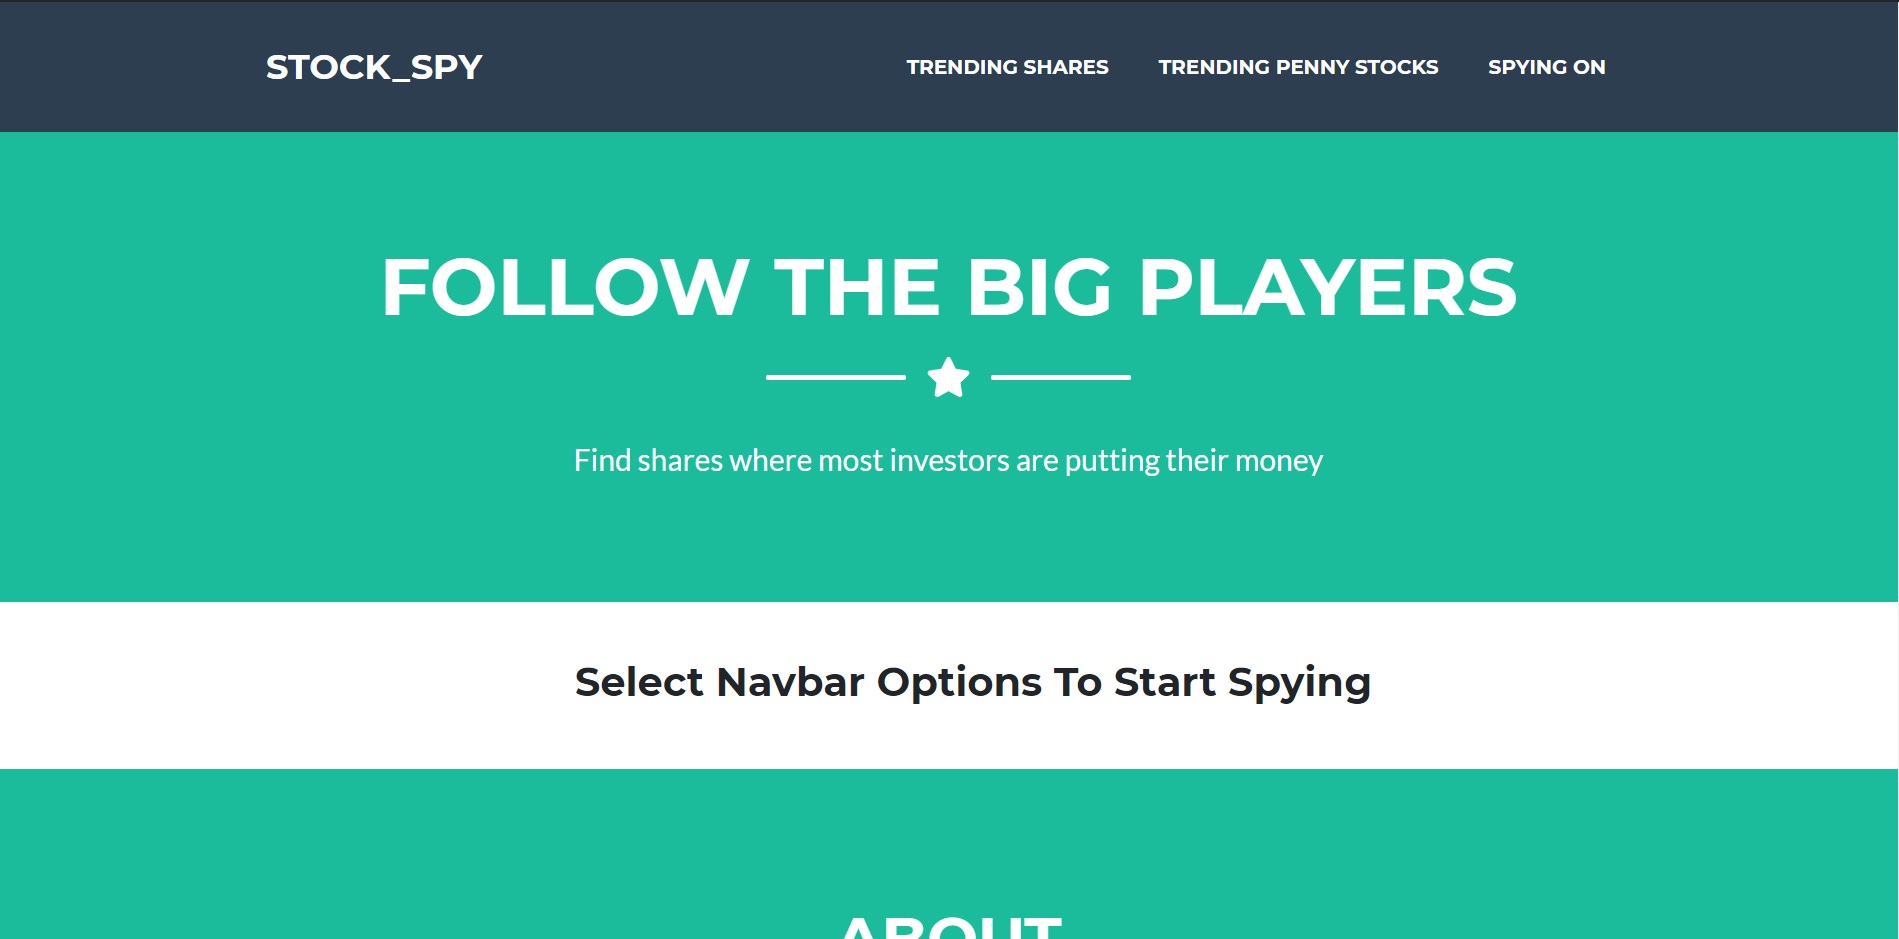 STOCK_SPY
TRENDING SHARES
TRENDING PENNY STOCKS
SPYING ON
FOLLOW THE BIG PLAYERS
Find shares where most investors are putting their money
Select Navbar Options To Start Spying
ABOUT